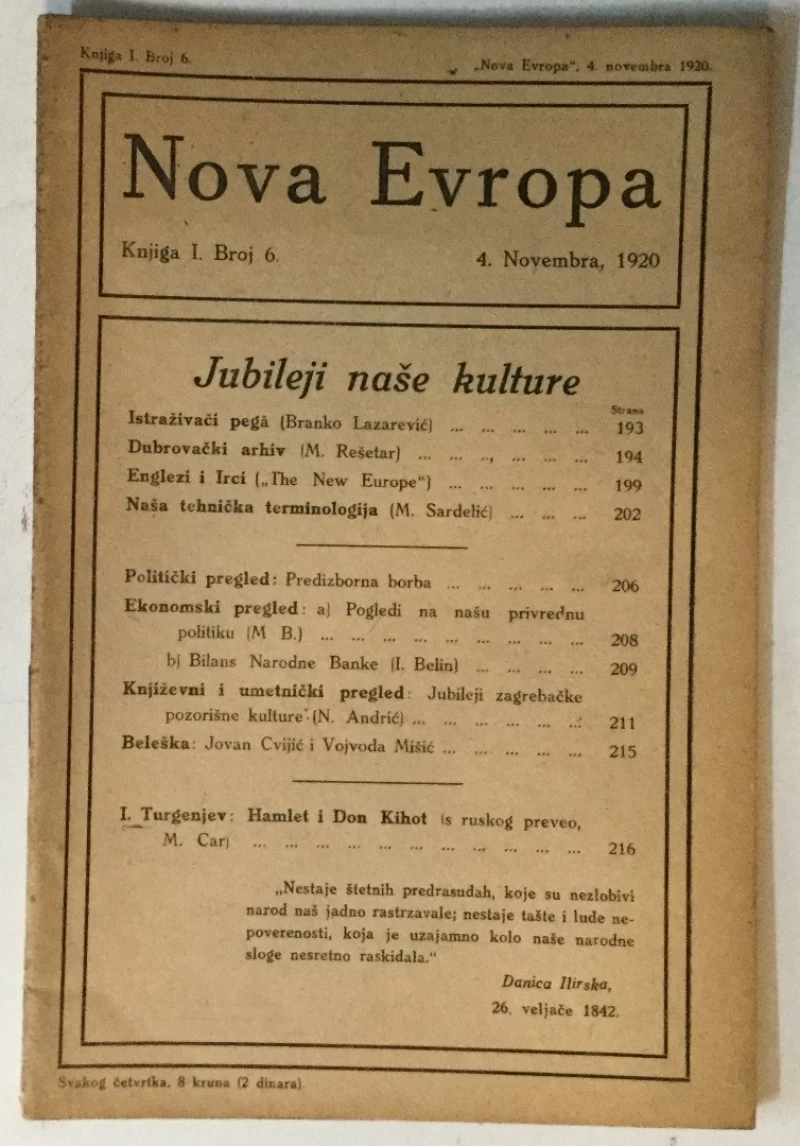 Knjiga I. Broj 6.
„Nova Evropa“, 4. novembra 1920.
Nova Evropa
Knjiga I. Broj 6.
4. Novembra, 1920
Jubileji naše kulture
Strana
Istraživači pegâ (Branko Lazarević) ... ... ... ... ... 193
Dubrovački arhiv (M. Rešetar) ... ... ... ... ... ... 194
Englezi i Irci („The New Europe“) ... ... ... ... ... 199
Naša tehnička terminologija (M. Sardelić) ... ... ... 202
Politički pregled: Predizborna borba ... ... ... ... ... 206
Ekonomski pregled: a) Pogledi na našu privrednu
politiku (M B.) ... ... ... ... ... ... ... ... ... 208
b) Bilans Narodne Banke (I. Belin) ... ... ... ... 209
Književni i umetnički pregled: Jubileji zagrebačke
pozorišne kulture (N. Andrić) ... ... ... ... ... ... 211
Beleška: Jovan Cvijić i Vojvoda Mišić ... ... ... ... ... 215
I. Turgenjev: Hamlet i Don Kihot (s ruskog preveo,
M. Car) ... ... ... ... ... ... ... ... ... ... ... 216
„Nestaje štetnih predrasudah, koje su nezlobivi
narod naš jadno rastrzavale; nestaje tašte i lude ne-
poverenosti, koja je uzajamno kolo naše narodne
sloge nesretno raskidala.“
Danica Ilirska,
26. veljače 1842.
Svakog četvrtka, 8 kruna (2 dinara).